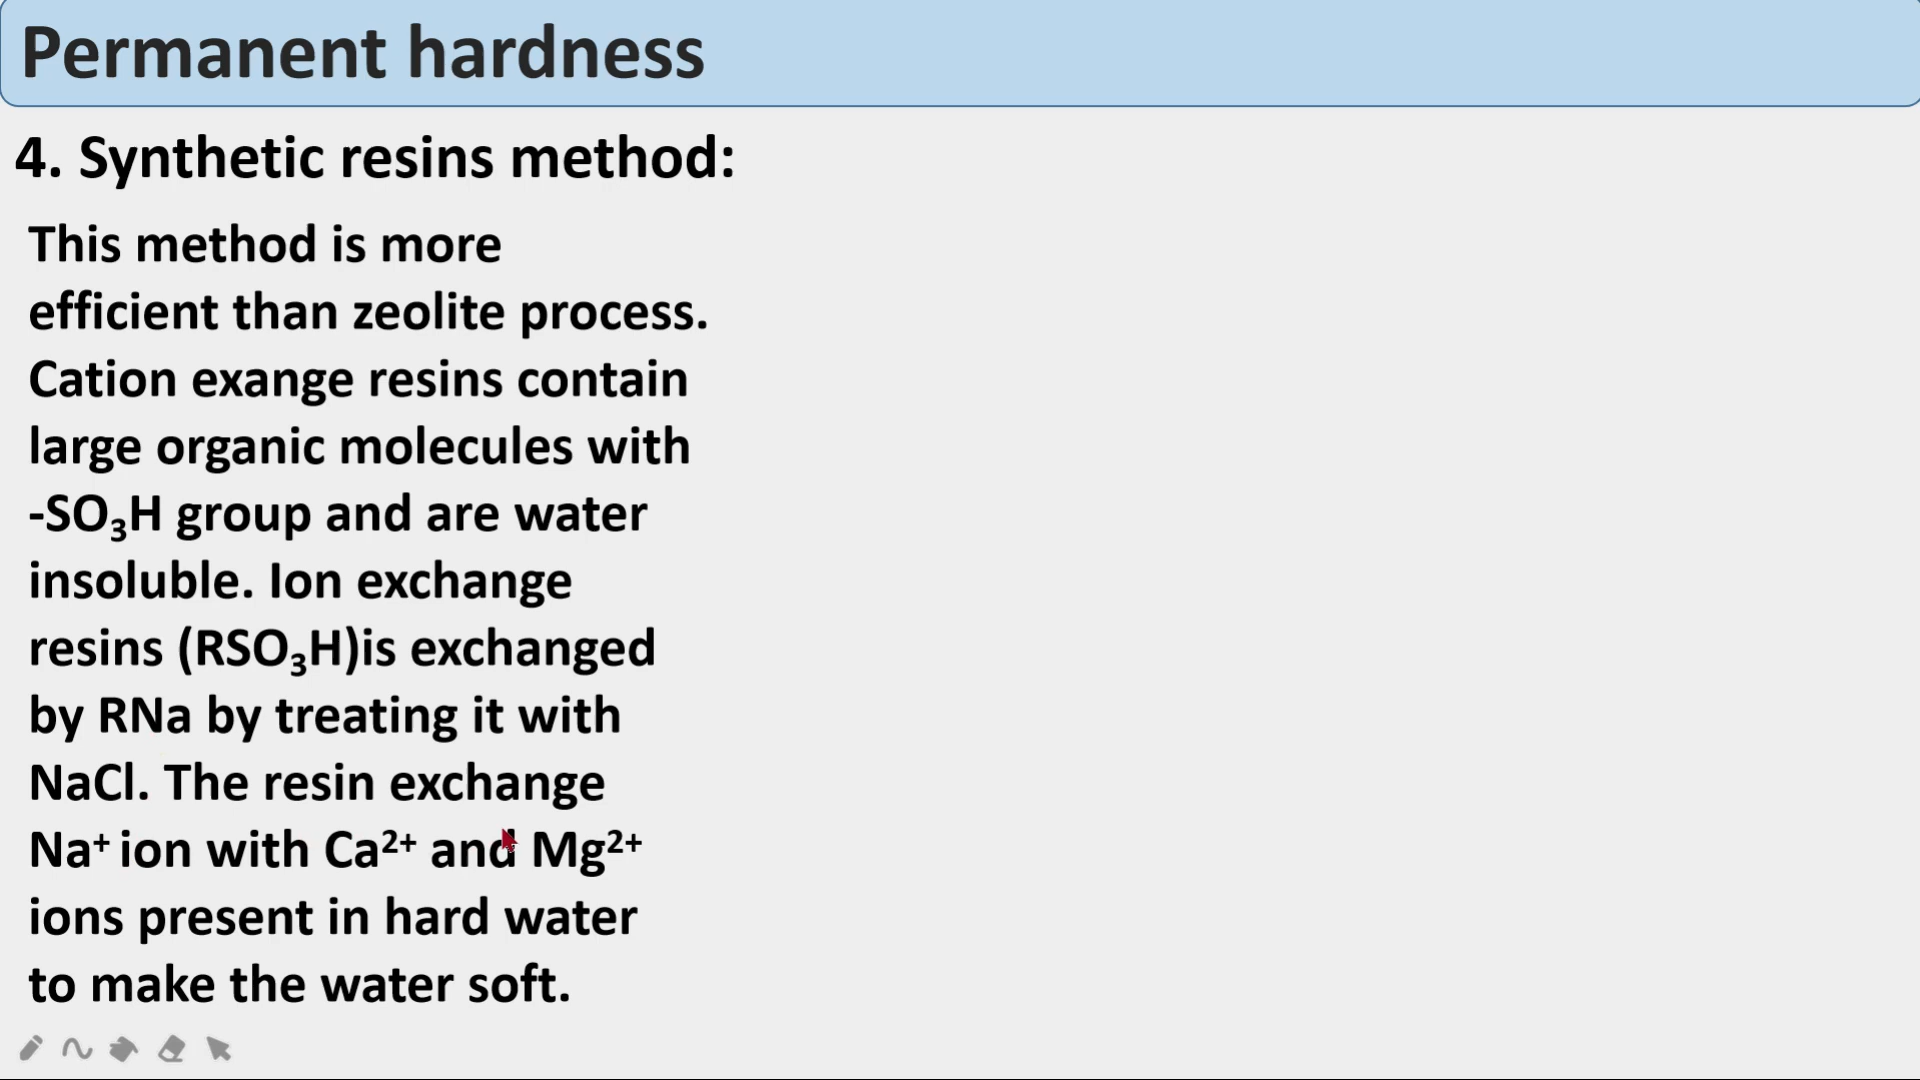 Permanent hardness
4. Synthetic resins method:
This method is more
efficient than zeolite process.
Cation exange resins contain
large organic molecules with
-SO₃H group and are water
insoluble. Ion exchange
resins (RSO₃H)is exchanged
by RNa by treating it with
NaCl. The resin exchange
Na⁺ ion with Ca²⁺ and Mg²⁺
ions present in hard water
to make the water soft.